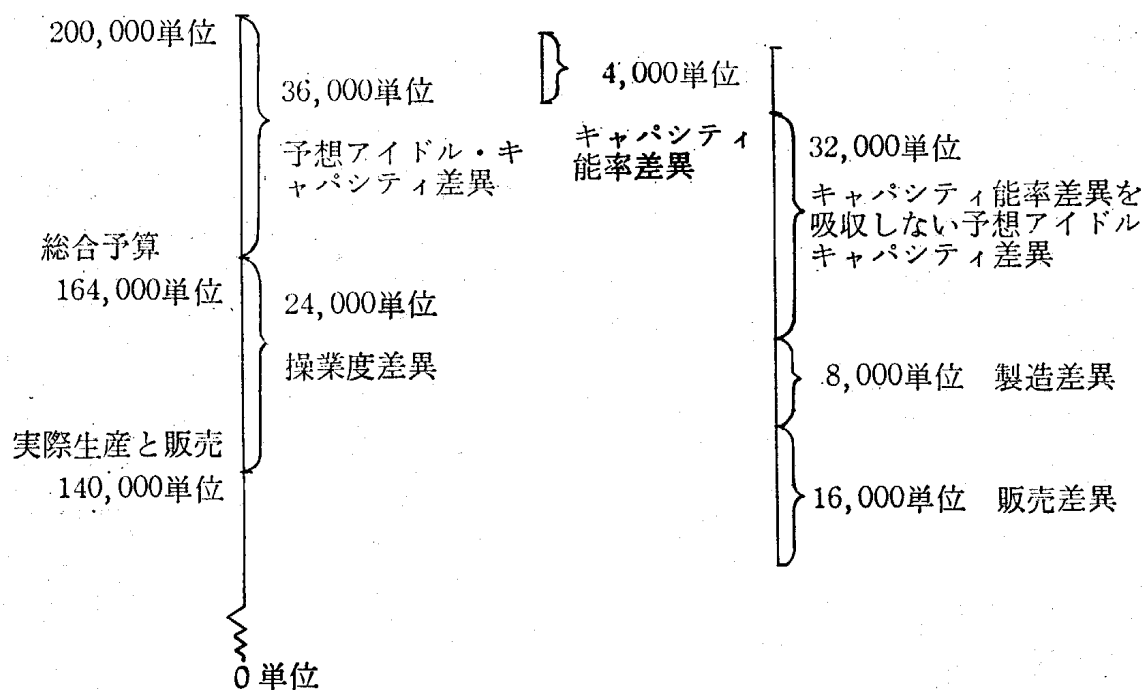 200,000単位
36,000単位
予想アイドル・キ
ャパシティ差異
総合予算
164,000単位
24,000単位
操業度差異
実際生産と販売
140,000単位
0単位
4,000単位
キャパシティ
能率差異
32,000単位
キャパシティ能率差異を
吸収しない予想アイドル
キャパシティ差異
8,000単位 製造差異
16,000単位 販売差異